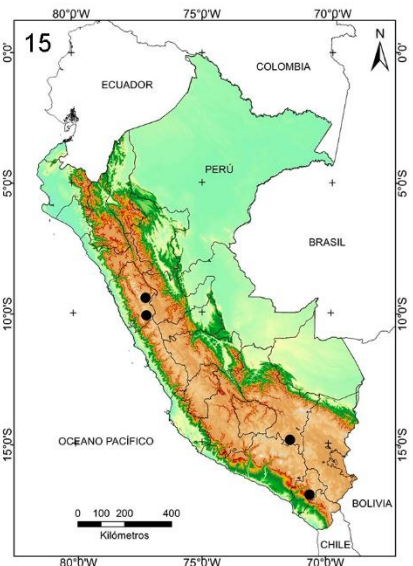 80°0'W 75°0'W 70°0'W
15
N
0°0'
0°0'
COLOMBIA
ECUADOR
PERÚ
5°0'S
5°0'S
BRASIL
10°0'S
10°0'S
OCEANO PACÍFICO
15°0'S
15°0'S
BOLIVIA
0 100 200 400
Kilómetros
CHILE
80°0'W 75°0'W 70°0'W